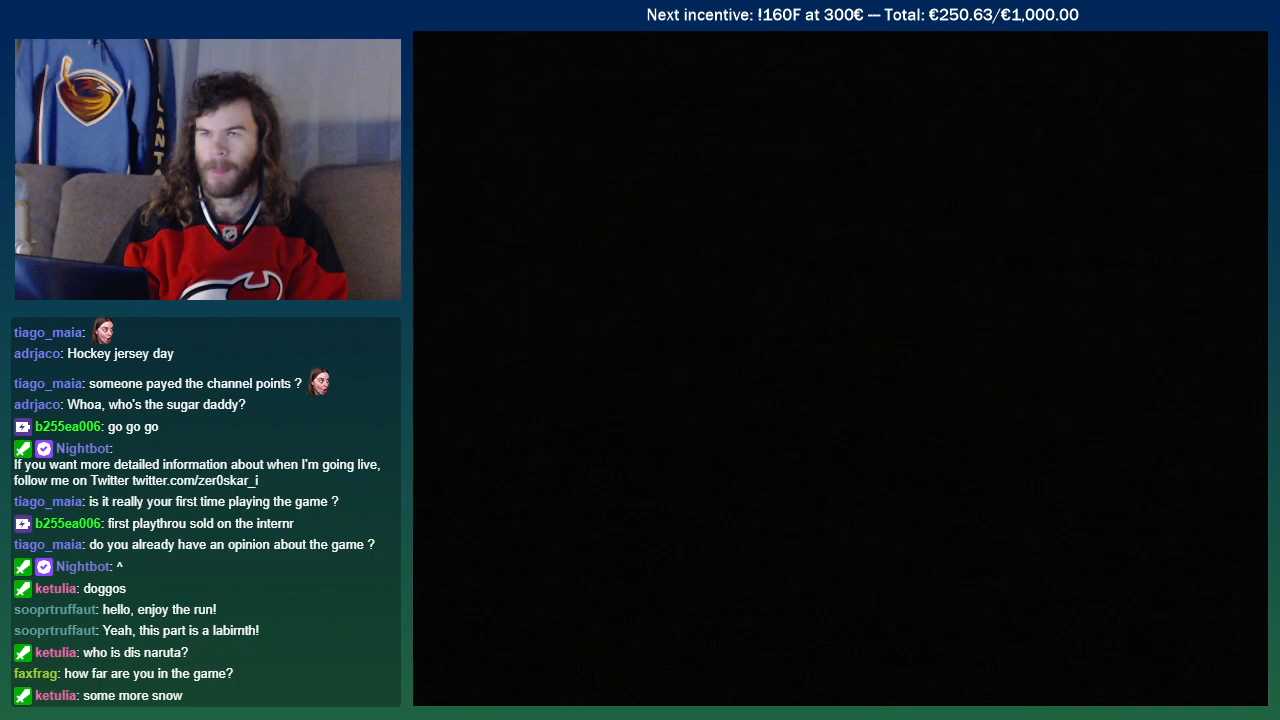 Next incentive: !160F at 300€ — Total: €250.63/€1,000.00
LANTA
tiago_maia:
adrjaco: Hockey jersey day
tiago_maia: someone payed the channel points ?
adrjaco: Whoa, who's the sugar daddy?
b255ea006: go go go
Nightbot:
If you want more detailed information about when I'm going live,
follow me on Twitter twitter.com/zer0skar_i
tiago_maia: is it really your first time playing the game ?
b255ea006: first playthrou sold on the internr
tiago_maia: do you already have an opinion about the game ?
Nightbot: ^
ketulia: doggos
sooprtruffaut: hello, enjoy the run!
sooprtruffaut: Yeah, this part is a labirnth!
ketulia: who is dis naruta?
faxfrag: how far are you in the game?
ketulia: some more snow